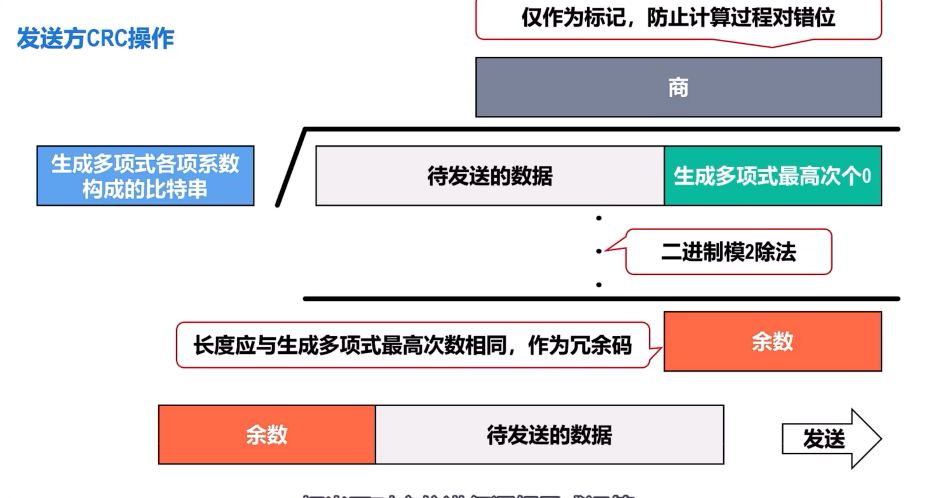 仅作为标记，防止计算过程对错位
发送方CRC操作
商
生成多项式各项系数
构成的比特串
待发送的数据
生成多项式最高次个0
二进制模2除法
长度应与生成多项式最高次数相同，作为冗余码
余数
余数
待发送的数据
发送